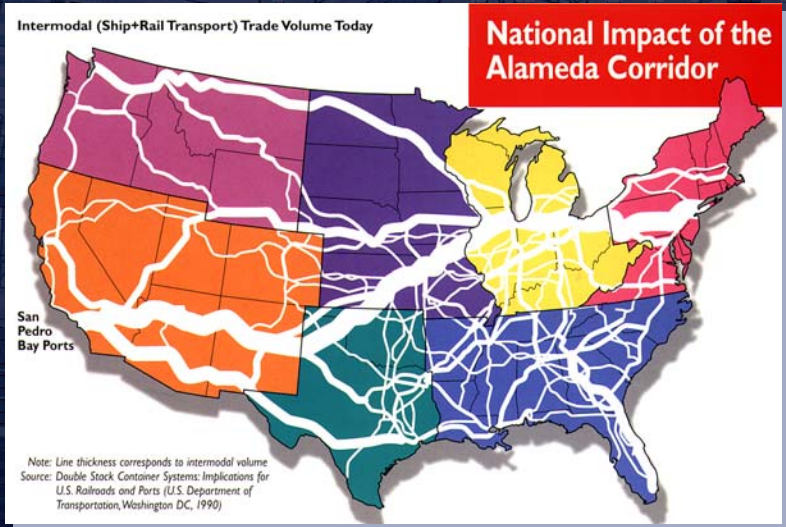 Intermodal (Ship+Rail Transport) Trade Volume Today
National Impact of the
Alameda Corridor
San
Pedro
Bay Ports
Note: Line thickness corresponds to intermodal volume
Source: Double Stack Container Systems: Implications for
U.S. Railroads and Ports (U.S. Department of
Transportation, Washington DC, 1990)